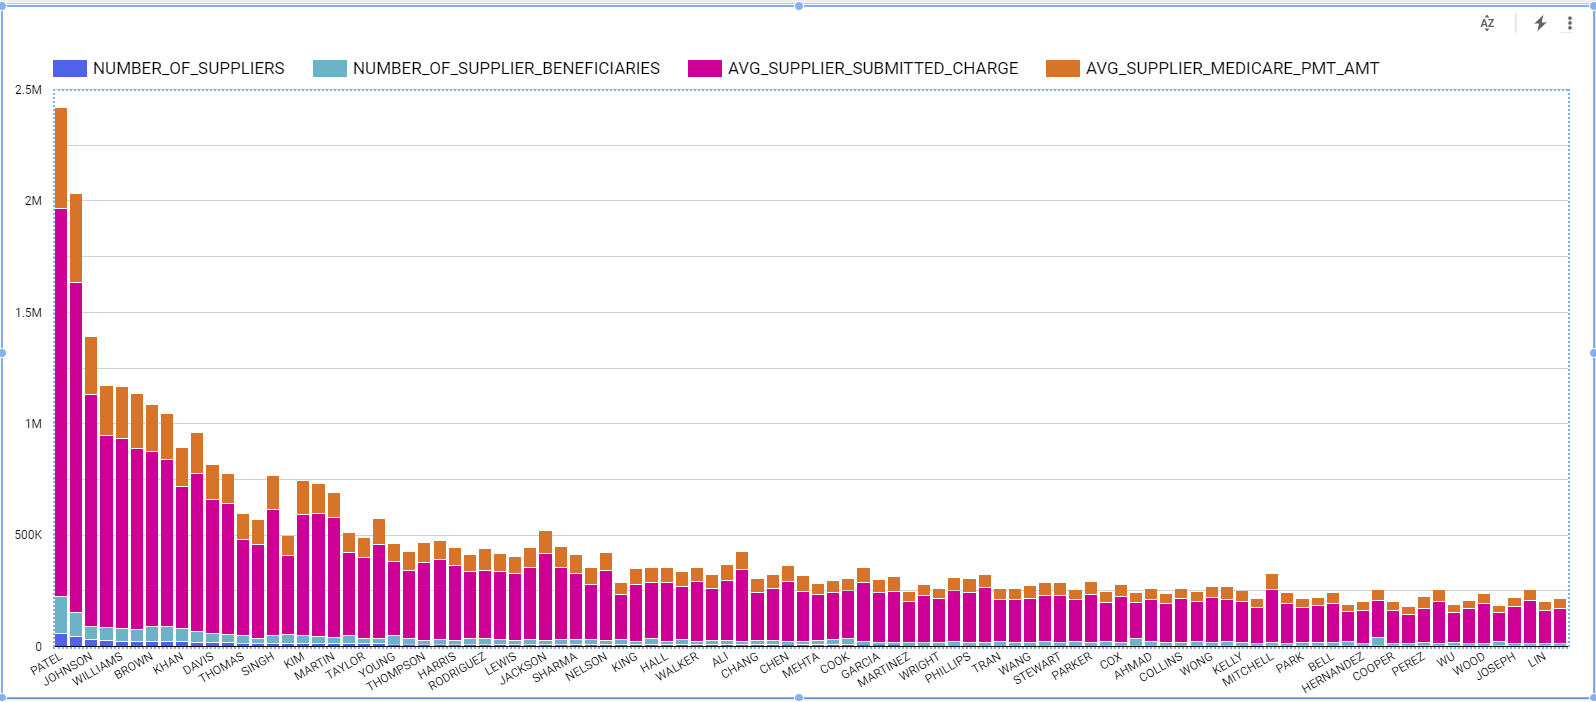 AZ
NUMBER_OF_SUPPLIERS NUMBER_OF_SUPPLIER_BENEFICIARIES AVG_SUPPLIER_SUBMITTED_CHARGE AVG_SUPPLIER_MEDICARE_PMT_AMT
2.5M
2M
1.5M
1M
500K
0
PATEL JOHNSON WILLIAMS BROWN KHAN DAVIS THOMAS SINGH KIM MARTIN TAYLOR YOUNG THOMPSON HARRIS RODRIGUEZ LEWIS JACKSON SHARMA NELSON KING HALL WALKER ALI CHANG CHEN MEHTA COOK GARCIA MARTINEZ WRIGHT PHILLIPS TRAN WANG STEWART PARKER COX AHMAD COLLINS WONG KELLY MITCHELL PARK BELL HERNANDEZ COOPER PEREZ WU WOOD JOSEPH LIN